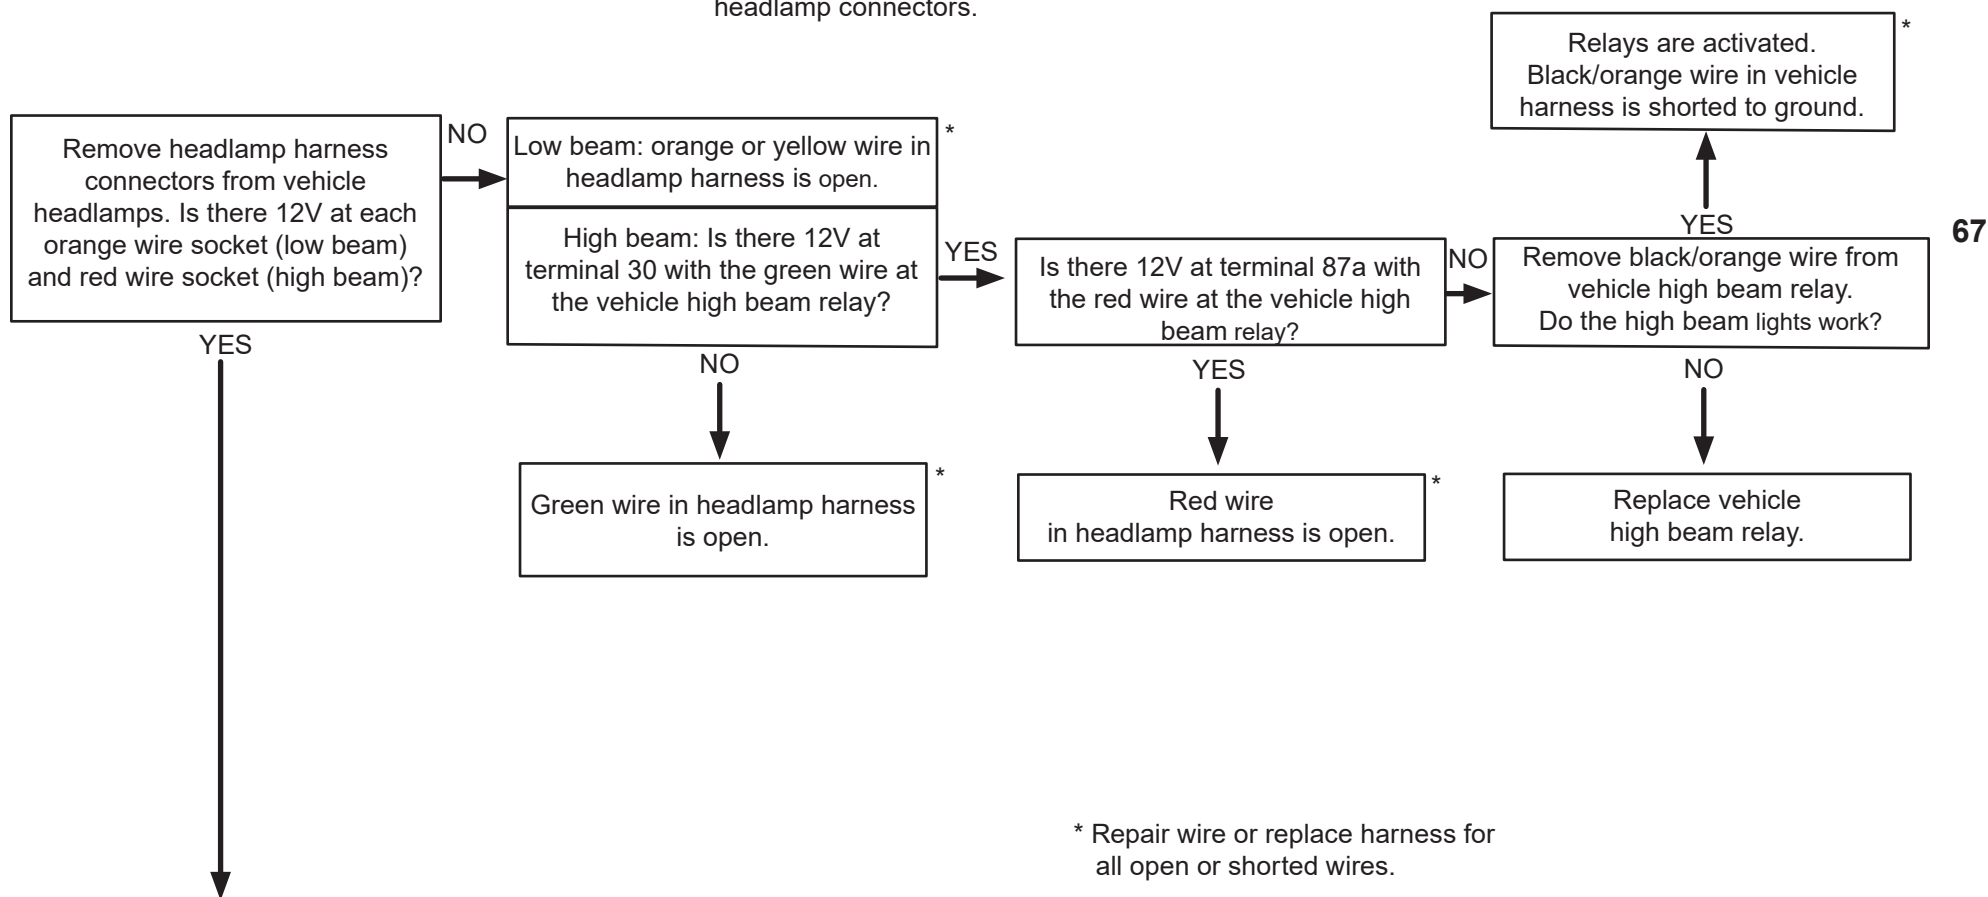 headlamp connectors.
Relays are activated.
Black/orange wire in vehicle
harness is shorted to ground.
*
Remove headlamp harness
connectors from vehicle
headlamps. Is there 12V at each
orange wire socket (low beam)
and red wire socket (high beam)?
NO
Low beam: orange or yellow wire in
headlamp harness is open.
*
High beam: Is there 12V at
terminal 30 with the green wire at
the vehicle high beam relay?
YES
Is there 12V at terminal 87a with
the red wire at the vehicle high
beam relay?
NO
YES
Remove black/orange wire from
vehicle high beam relay.
Do the high beam lights work?
67
YES
NO
YES
NO
Green wire in headlamp harness
is open.
*
Red wire
in headlamp harness is open.
*
Replace vehicle
high beam relay.
* Repair wire or replace harness for
all open or shorted wires.